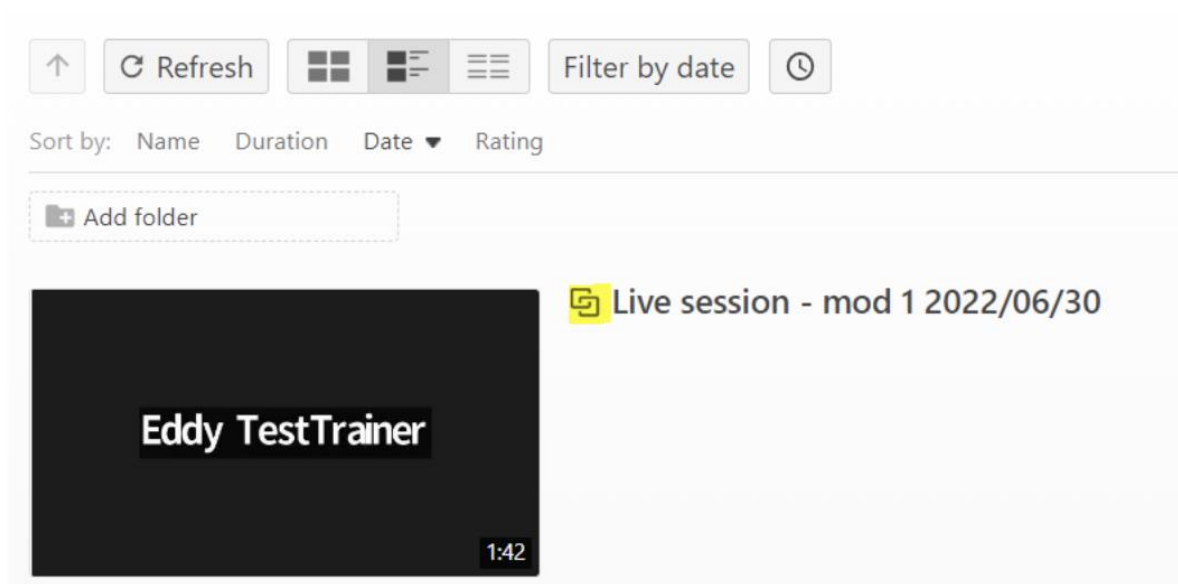 Refresh Filter by date
Sort by: Name Duration Date Rating
Add folder
Live session - mod 1 2022/06/30
Eddy TestTrainer
1:42